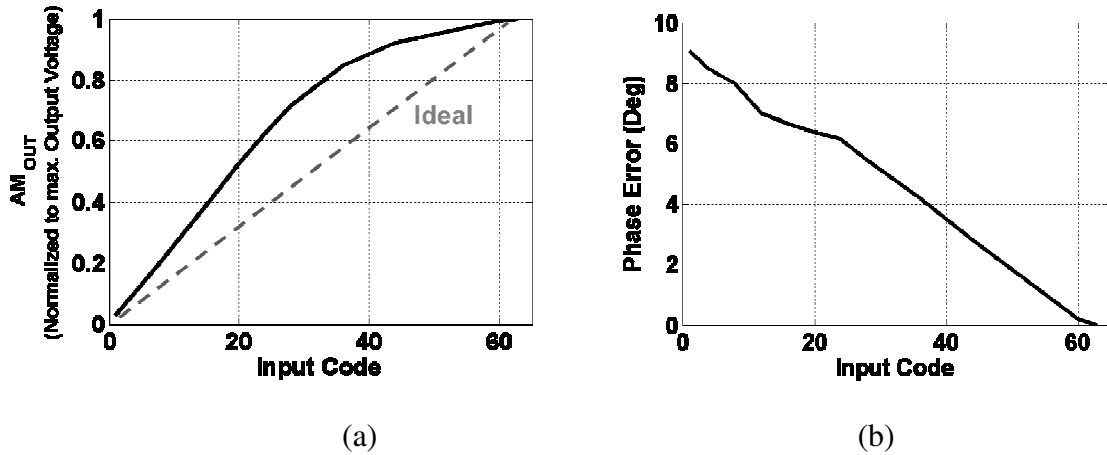 AM_OUT
(Normalized to max. Output Voltage)
1
0.8
0.6
0.4
0.2
0
Ideal
0 20 40 60
Input Code
(a)
Phase Error (Deg)
10
8
6
4
2
0
0 20 40 60
Input Code
(b)